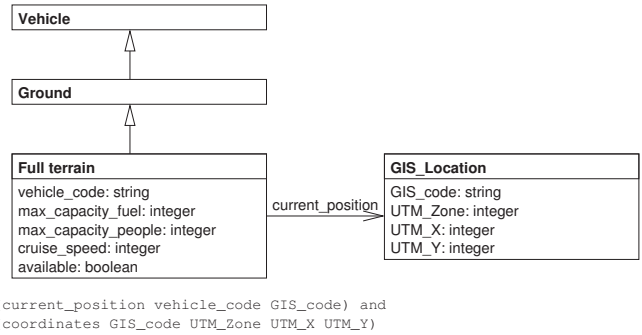 Vehicle
Ground
Full terrain
vehicle_code: string
max_capacity_fuel: integer
max_capacity_people: integer
cruise_speed: integer
available: boolean
current_position
GIS_Location
GIS_code: string
UTM_Zone: integer
UTM_X: integer
UTM_Y: integer
current_position vehicle_code GIS_code) and
coordinates GIS_code UTM_Zone UTM_X UTM_Y)